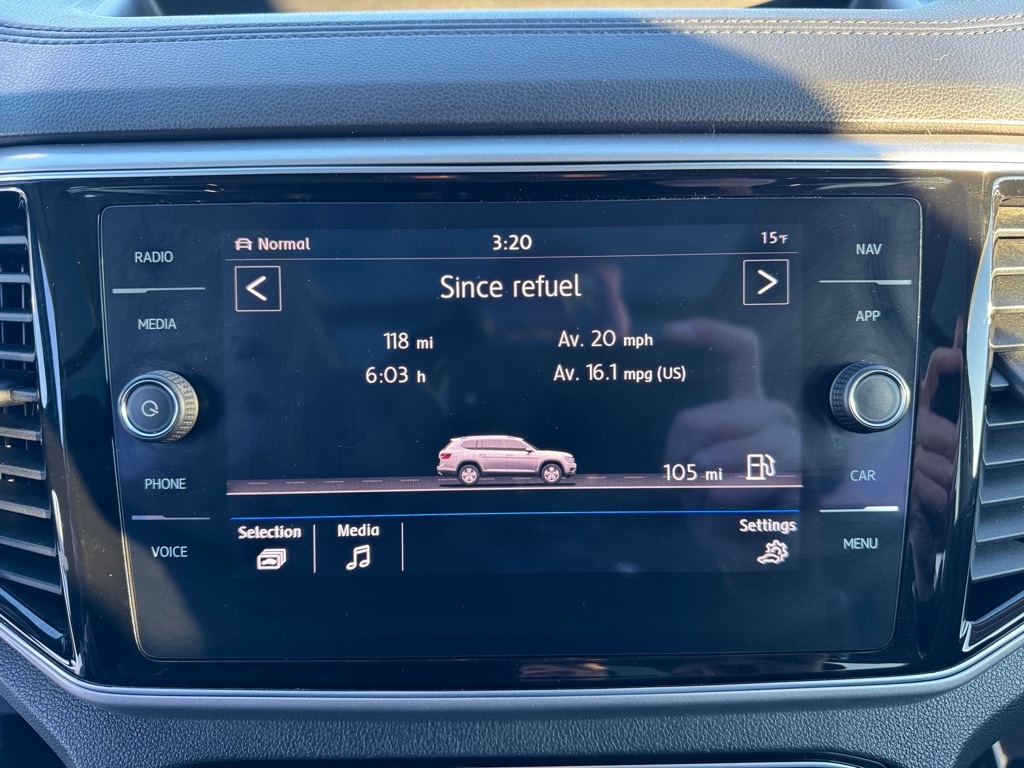 RADIO
MEDIA
PHONE
VOICE
Normal 3:20 15°F
< Since refuel >
118 mi Av. 20 mph
6:03 h Av. 16.1 mpg (US)
105 mi
Selection Media Settings
NAV
APP
CAR
MENU